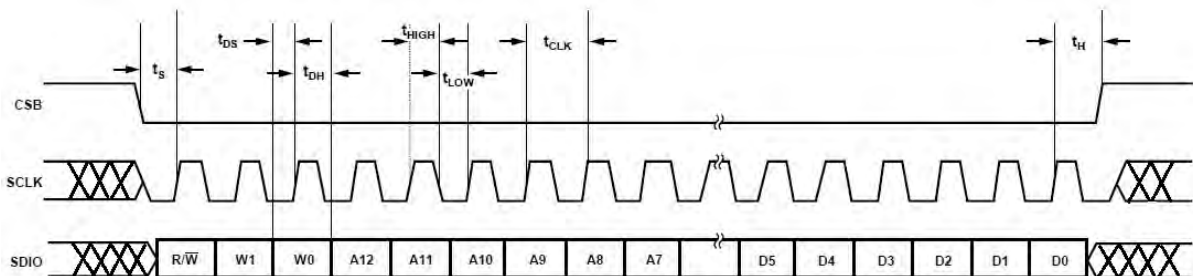 tDS tHIGH tCLK tH
tS tDH tLOW
CSB
SCLK
SDIO R/W̅ W1 W0 A12 A11 A10 A9 A8 A7 D5 D4 D3 D2 D1 D0